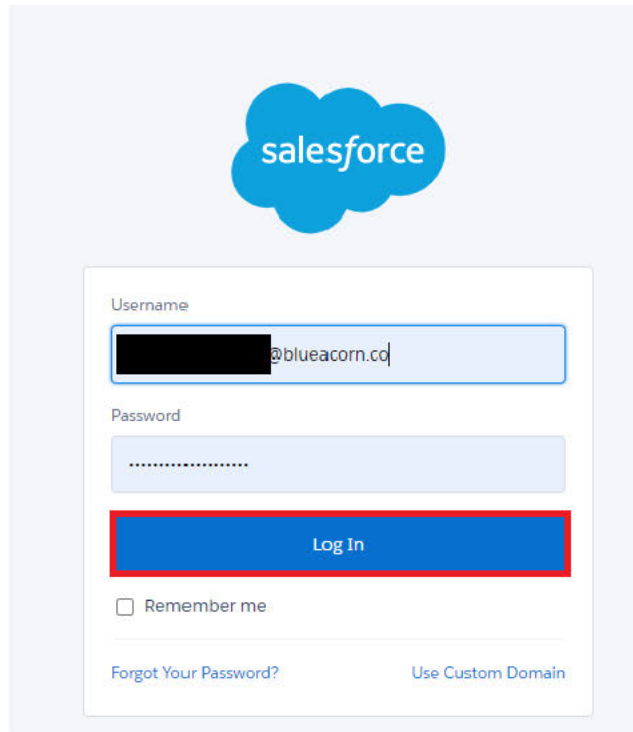 salesforce
Username
@blueacorn.co
Password
Log In
Remember me
Forgot Your Password? Use Custom Domain